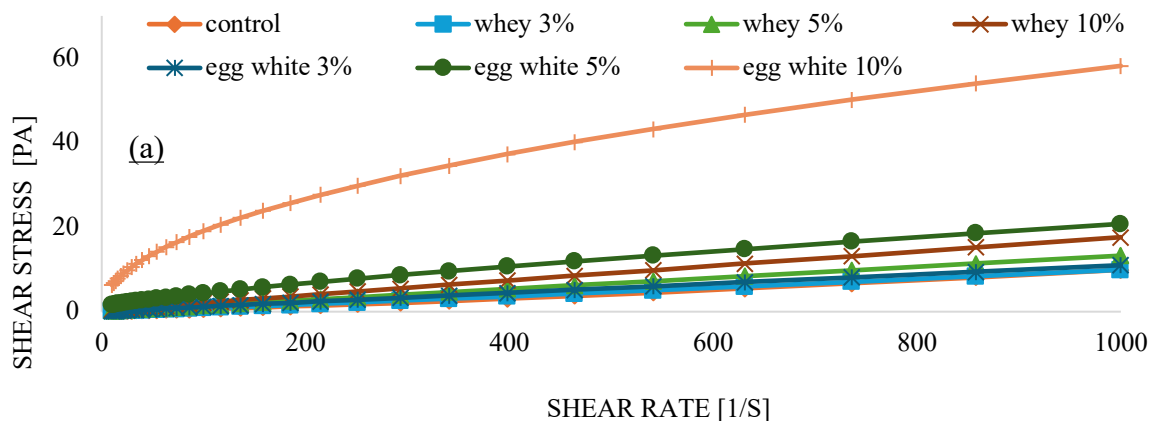 control whey 3% whey 5% whey 10%
egg white 3% egg white 5% egg white 10%
SHEAR STRESS [PA]
60
40
20
0
(a)
0 200 400 600 800 1000
SHEAR RATE [1/S]